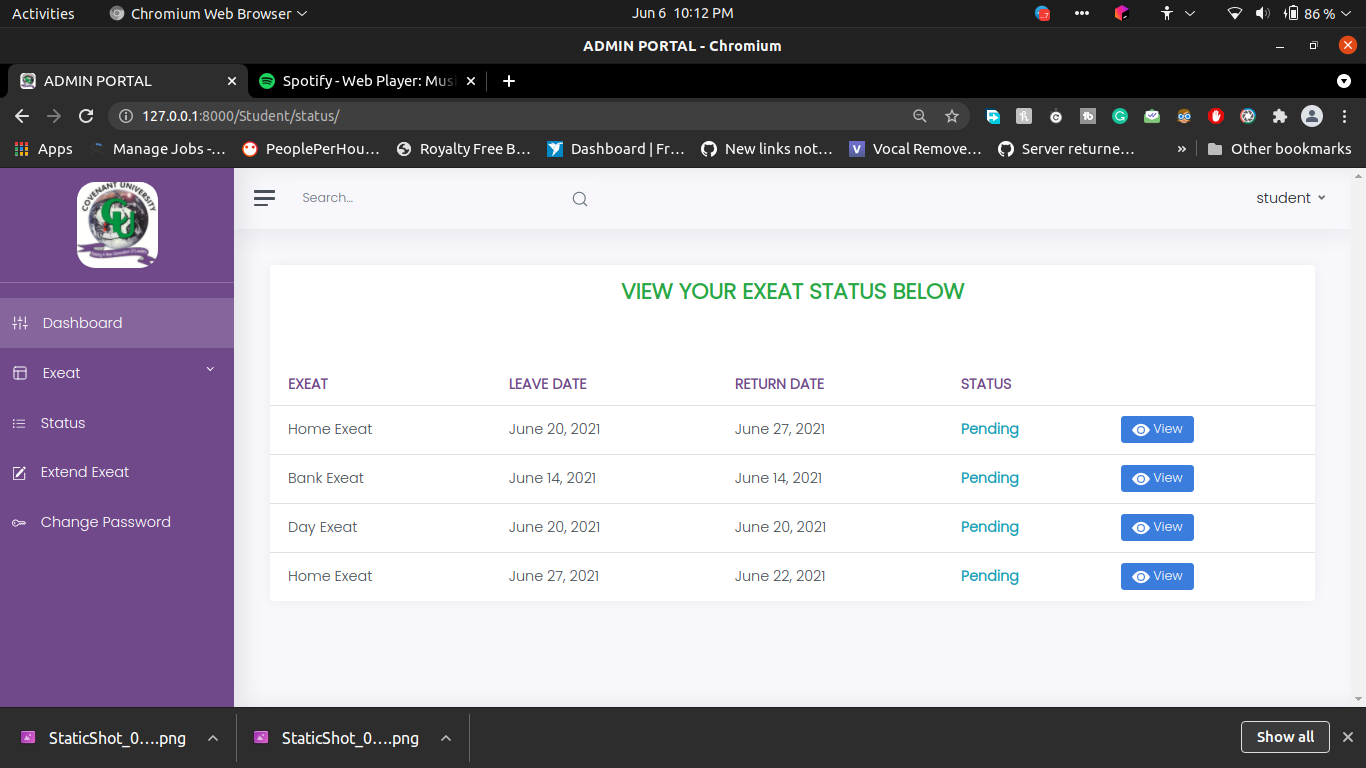 Activities Chromium Web Browser Jun 6 10:12 PM 86 %
ADMIN PORTAL - Chromium
ADMIN PORTAL Spotify - Web Player: Musi
127.0.0.1:8000/Student/status/
Apps Manage Jobs -... PeoplePerHou... Royalty Free B... Dashboard | Fr... New links not... Vocal Remove... Server returne... » Other bookmarks
COVENANT UNIVERSITY
Search... student
VIEW YOUR EXEAT STATUS BELOW
Dashboard
Exeat
Status
Extend Exeat
Change Password
EXEAT LEAVE DATE RETURN DATE STATUS
Home Exeat June 20, 2021 June 27, 2021 Pending View
Bank Exeat June 14, 2021 June 14, 2021 Pending View
Day Exeat June 20, 2021 June 20, 2021 Pending View
Home Exeat June 27, 2021 June 22, 2021 Pending View
StaticShot_0....png StaticShot_0....png Show all